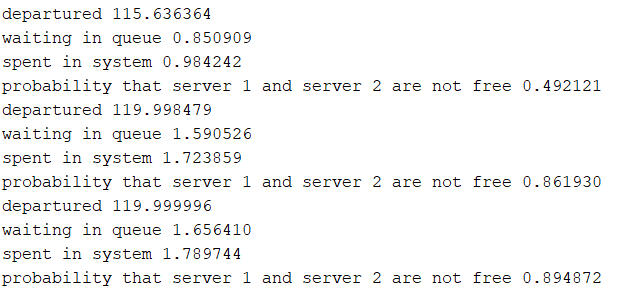 departured 115.636364
waiting in queue 0.850909
spent in system 0.984242
probability that server 1 and server 2 are not free 0.492121
departured 119.998479
waiting in queue 1.590526
spent in system 1.723859
probability that server 1 and server 2 are not free 0.861930
departured 119.999996
waiting in queue 1.656410
spent in system 1.789744
probability that server 1 and server 2 are not free 0.894872